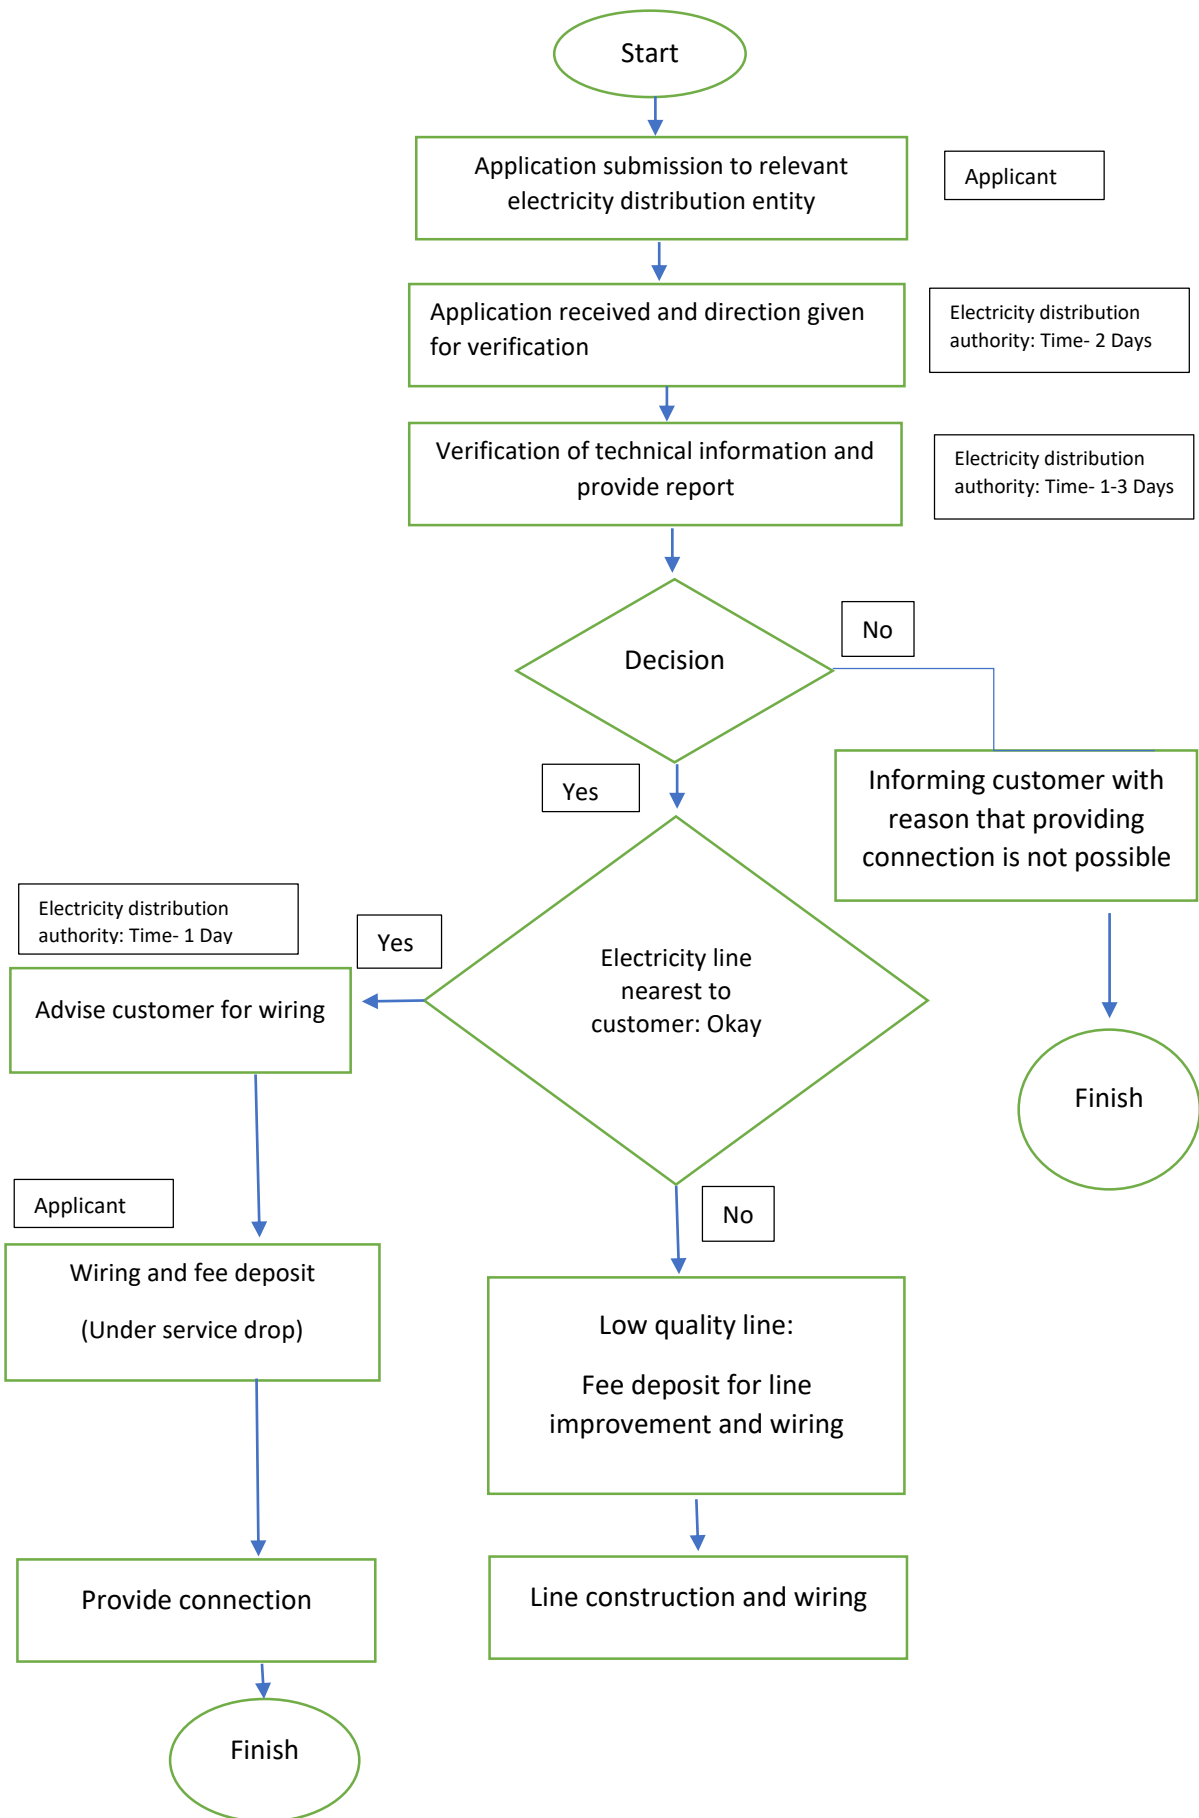 Start
Application submission to relevant
electricity distribution entity
Applicant
Application received and direction given
for verification
Electricity distribution
authority: Time- 2 Days
Verification of technical information and
provide report
Electricity distribution
authority: Time- 1-3 Days
Decision
No
Yes
Informing customer with
reason that providing
connection is not possible
Electricity distribution
authority: Time- 1 Day
Yes
Advise customer for wiring
Electricity line
nearest to
customer: Okay
Finish
Applicant
No
Wiring and fee deposit
(Under service drop)
Low quality line:
Fee deposit for line
improvement and wiring
Provide connection
Line construction and wiring
Finish